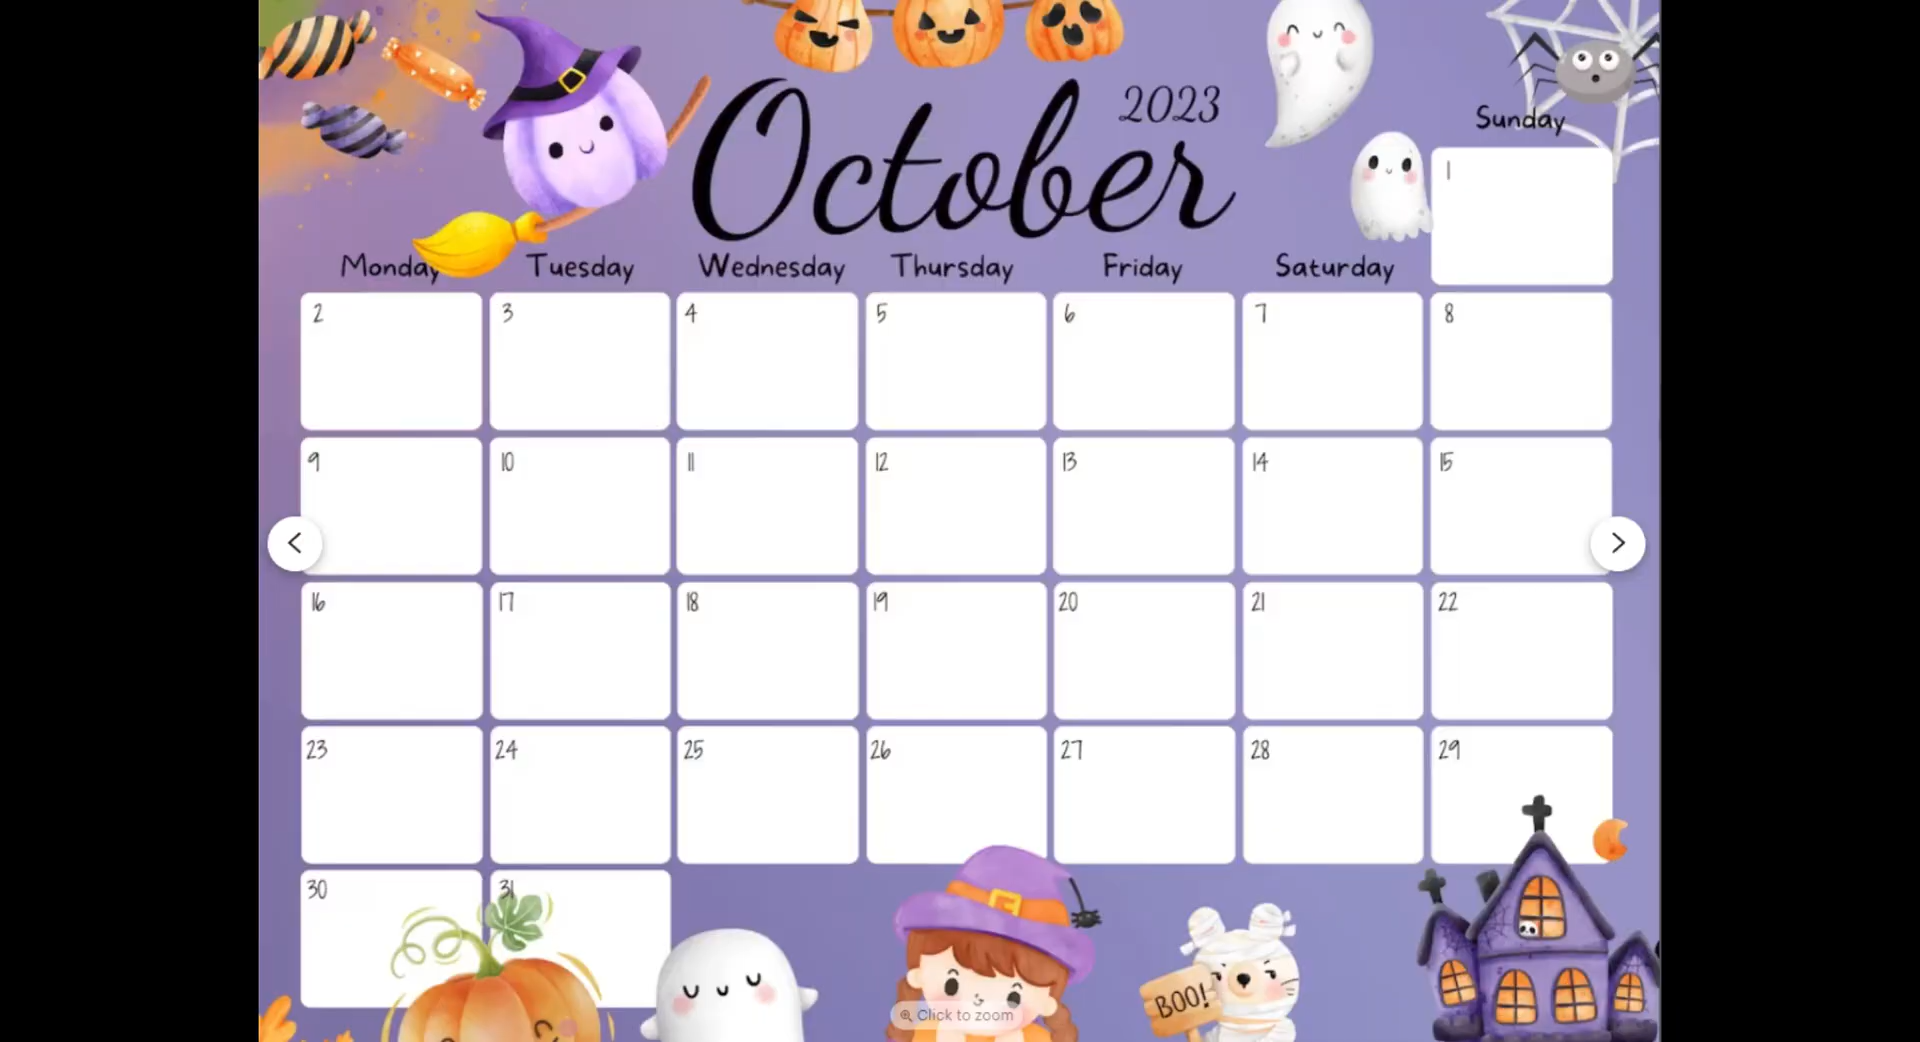 2023
October
Sunday
1
Monday Tuesday Wednesday Thursday Friday Saturday
2 3 4 5 6 7 8
9 10 11 12 13 14 15
16 17 18 19 20 21 22
23 24 25 26 27 28 29
30 31
BOO!
Click to zoom